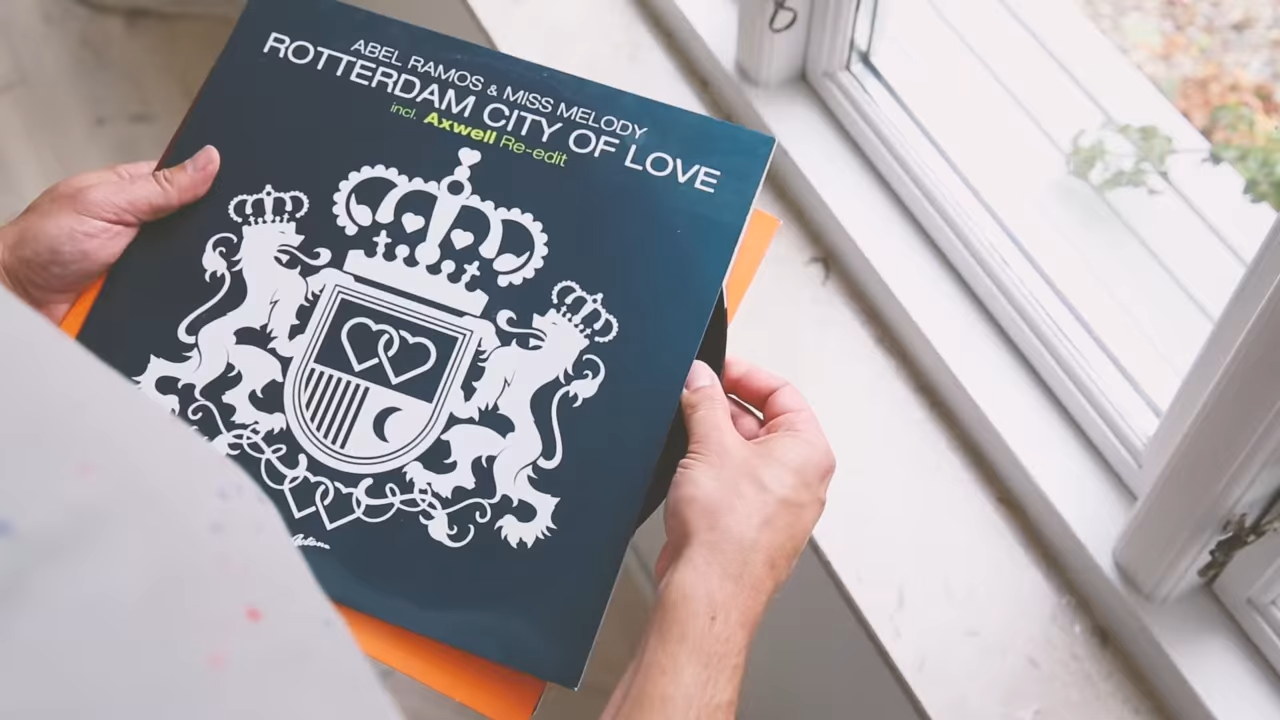 ABEL RAMOS & MISS MELODY
ROTTERDAM CITY OF LOVE
incl. Axwell Re-edit